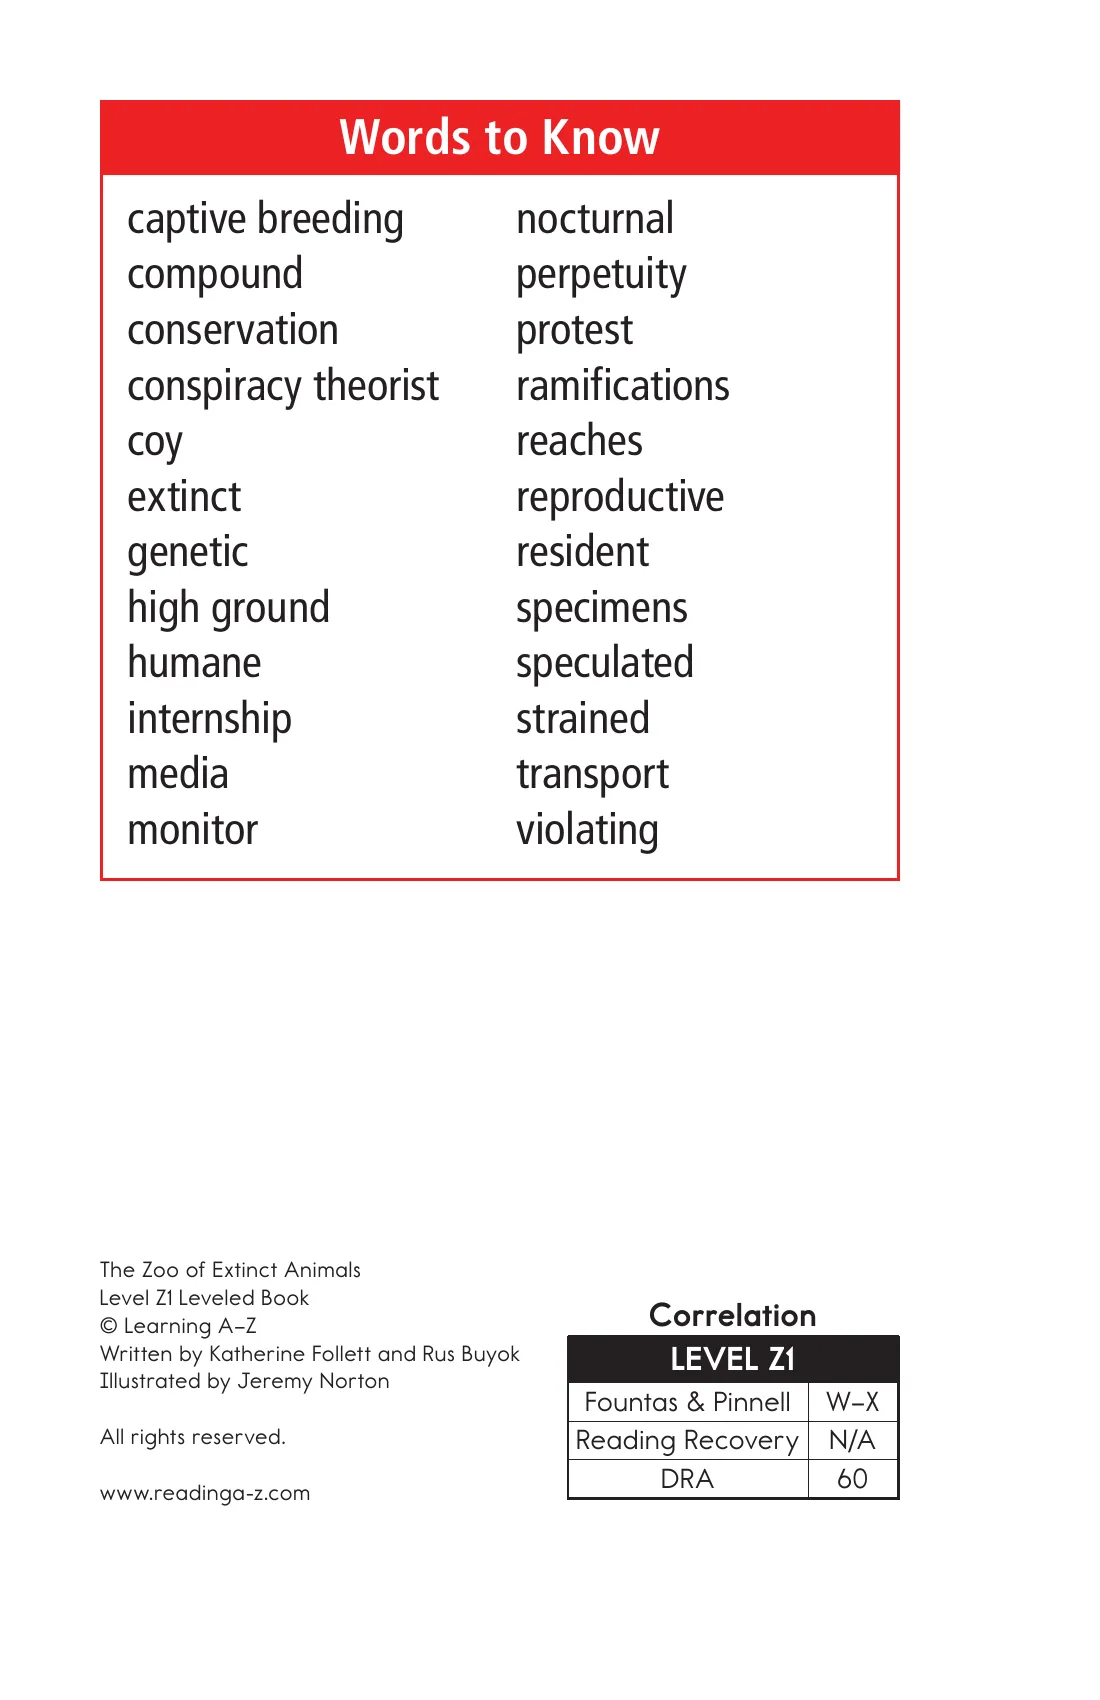 Words to Know
captive breeding
compound
conservation
conspiracy theorist
coy
extinct
genetic
high ground
humane
internship
media
monitor
nocturnal
perpetuity
protest
ramifications
reaches
reproductive
resident
specimens
speculated
strained
transport
violating
The Zoo of Extinct Animals
Level Z1 Leveled Book
© Learning A–Z
Written by Katherine Follett and Rus Buyok
Illustrated by Jeremy Norton
All rights reserved.
www.readinga-z.com
Correlation
LEVEL Z1
Fountas & Pinnell W–X
Reading Recovery N/A
DRA 60